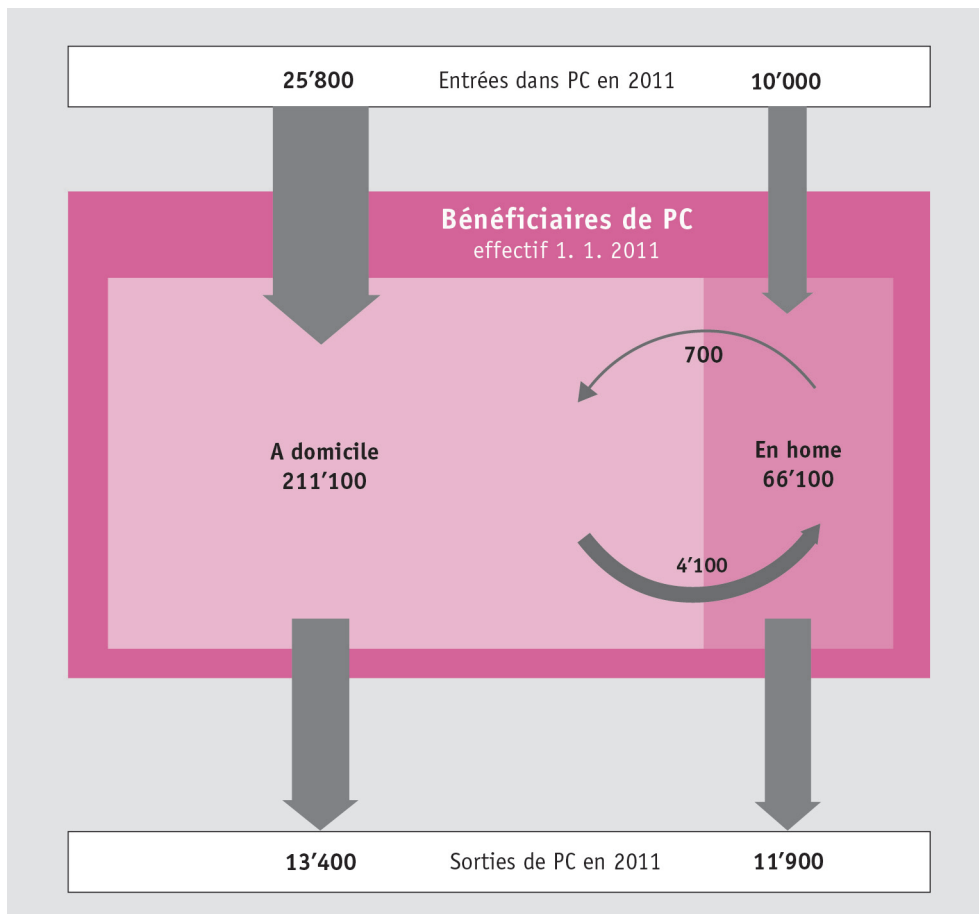 25’800 Entrées dans PC en 2011 10’000
Bénéficiaires de PC
effectif 1. 1. 2011
700
A domicile
211’100
En home
66’100
4’100
13’400 Sorties de PC en 2011 11’900